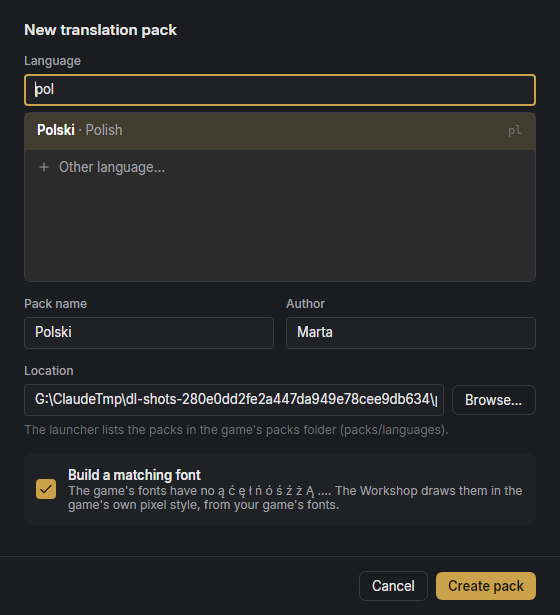 New translation pack
Language
pol
Polski · Polish pl
+ Other language...
Pack name Author
Polski Marta
Location
G:\ClaudeTmp\dl-shots-280e0dd2fe2a447da949e78cee9db634\ Browse...
The launcher lists the packs in the game's packs folder (packs/languages).
Build a matching font
The game's fonts have no ą ć ę ł ń ó ś ź ż Ą .... The Workshop draws them in the
game's own pixel style, from your game's fonts.
Cancel Create pack